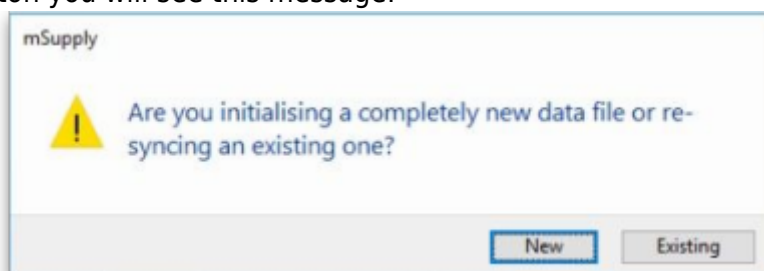 you will see this message:
mSupply
Are you initialising a completely new data file or re-
syncing an existing one?
New
Existing